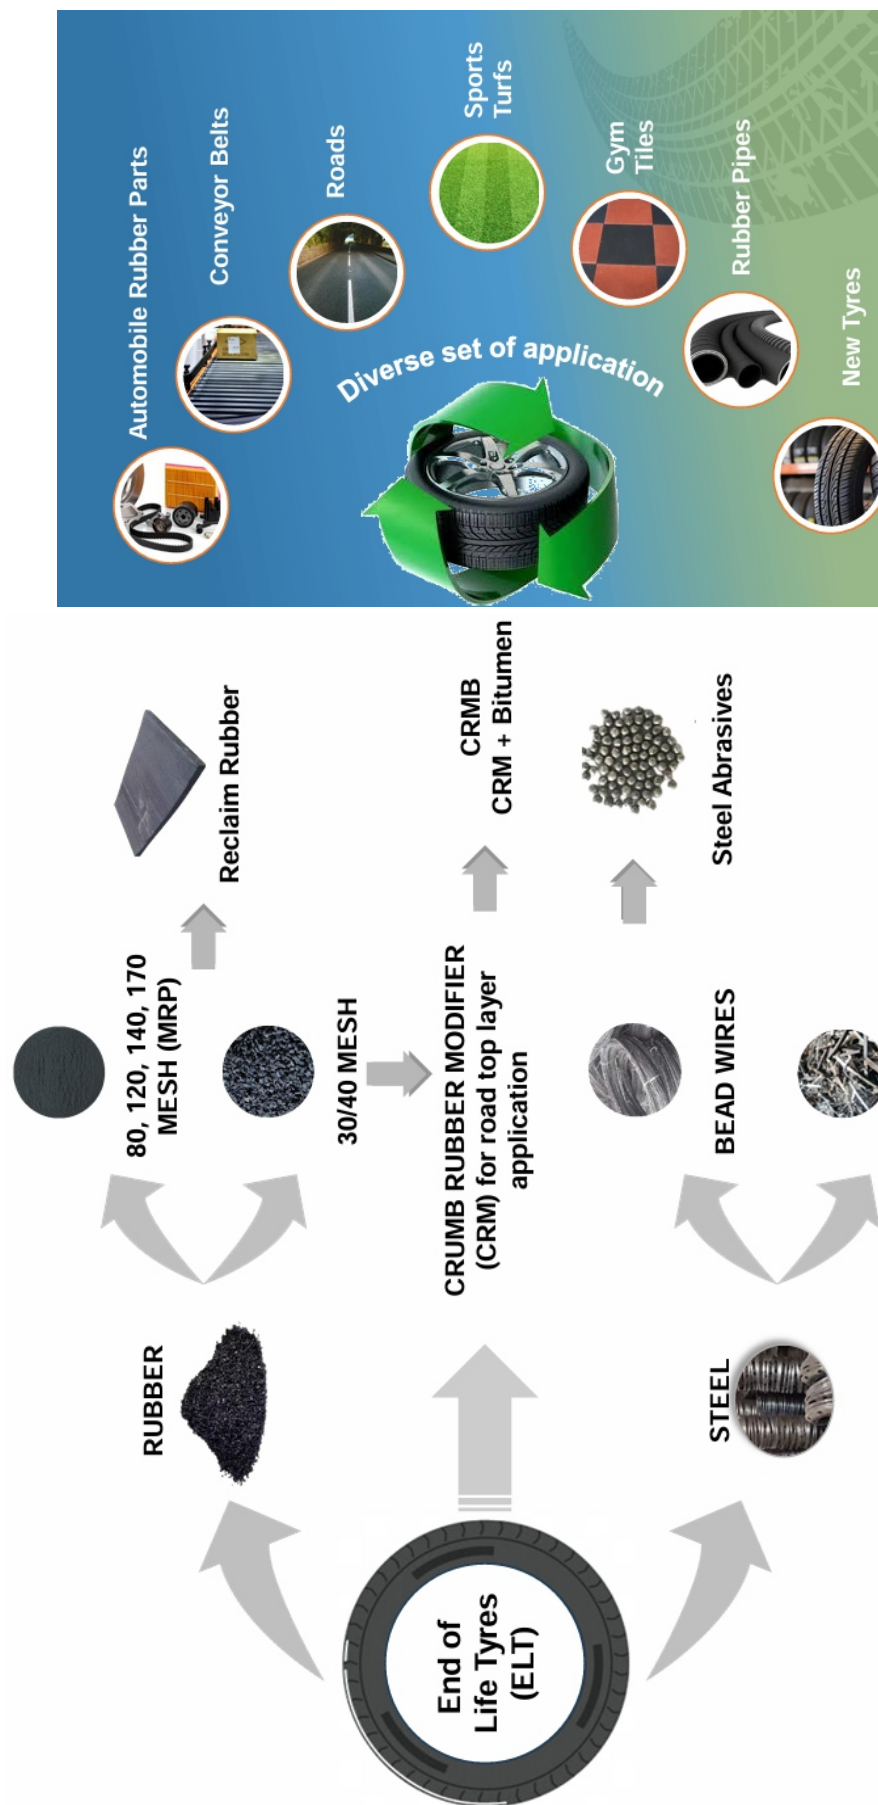 End of
Life Tyres
(ELT)
RUBBER
STEEL
80, 120, 140, 170
MESH (MRP)
30/40 MESH
CRUMB RUBBER MODIFIER
(CRM) for road top layer
application
BEAD WIRES
Reclaim Rubber
CRMB
CRM + Bitumen
Steel Abrasives
Diverse set of application
Automobile Rubber Parts
Conveyor Belts
Roads
Sports
Turfs
Gym
Tiles
Rubber Pipes
New Tyres